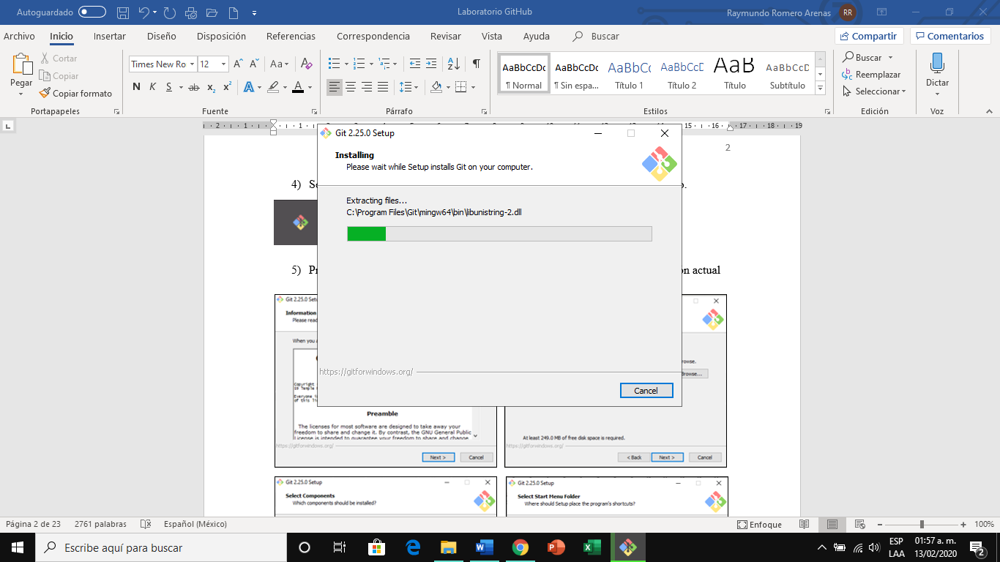 Autoguardado
Laboratorio GitHub
Raymundo Romero Arenas
RR
Archivo Inicio Insertar Diseño Disposición Referencias Correspondencia Revisar Vista Ayuda Buscar Compartir Comentarios
Pegar
Cortar
Copiar
Copiar formato
Portapapeles
Times New Ro 12
Aa
N K S ab x₂ x²
Fuente
Párrafo
AaBbCcDc AaBbCcDc AaBbCc AaBbCcD AaB AaBbCcD
¶ Normal ¶ Sin espa... Título 1 Título 2 Título Subtítulo
Estilos
Buscar
Reemplazar
Seleccionar
Edición
Dictar
Voz
2
4)
o.
5)
ón actual
Git 2.25.0 Setup
Installing
Please wait while Setup installs Git on your computer.
Extracting files...
C:\Program Files\Git\mingw64\bin\libunistring-2.dll
https://gitforwindows.org/
Cancel
Git 2.25.0 Setu
Information
Please read
When you a
Copyright
Everyone i
of this li
Preamble
The licenses for most software are designed to take away your
freedom to share and change it. By contrast, the GNU General Public
License is intended to guarantee your freedom to share and change
https://gitforwindows.org/
Next > Cancel
rowse.
Browse...
At least 249.0 MB of free disk space is required.
https://gitforwindows.org/
< Back Next > Cancel
Git 2.25.0 Setup
Select Components
Which components should be installed?
Git 2.25.0 Setup
Select Start Menu Folder
Where should Setup place the program's shortcuts?
Página 2 de 23 2761 palabras Español (México) Enfoque 100%
Escribe aquí para buscar
ESP
LAA
01:57 a. m.
13/02/2020
2